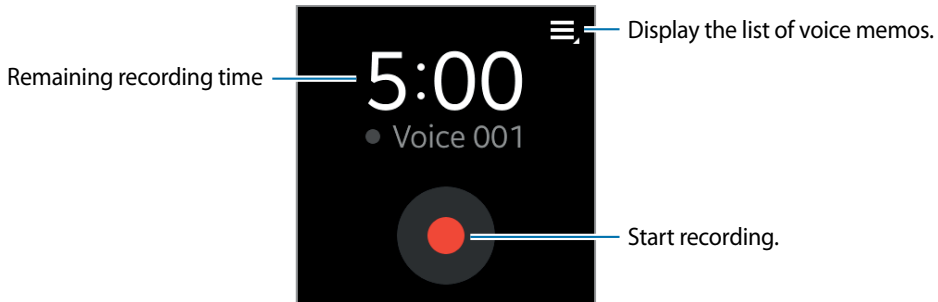 Display the list of voice memos.
Remaining recording time
5:00
Voice 001
Start recording.